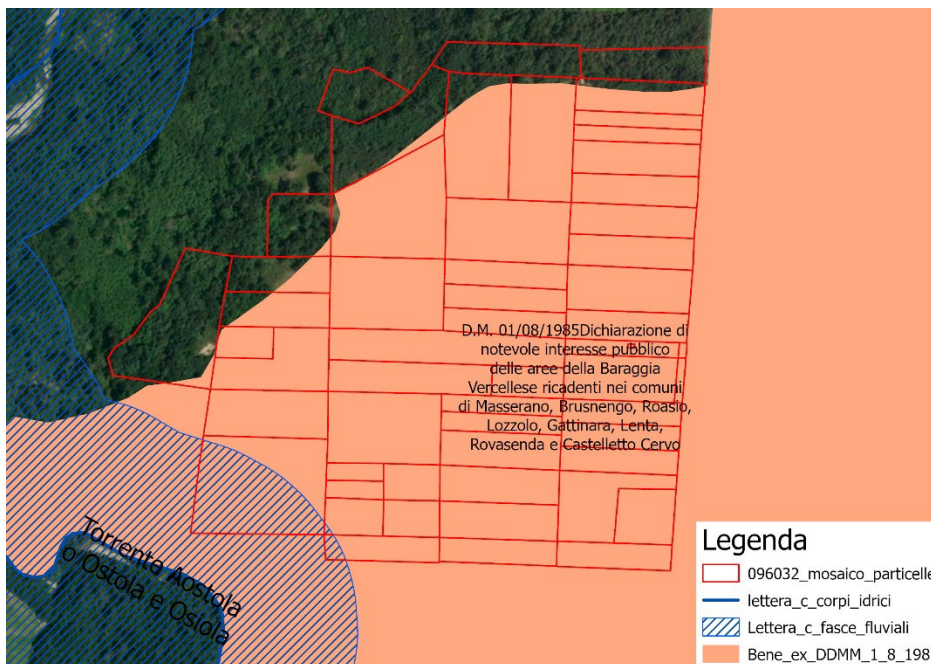 D.M. 01/08/1985Dichiarazione di
notevole interesse pubblico
delle aree della Baraggia
Vercellese ricadenti nei comuni
di Masserano, Brusnengo, Roasio,
Lozzolo, Gattinara, Lenta,
Rovasenda e Castelletto Cervo
Torrente Aostola
o Ostola e Osiola
Legenda
096032_mosaico_particelle
lettera_c_corpi_idrici
Lettera_c_fasce_fluviali
Bene_ex_DDMM_1_8_198